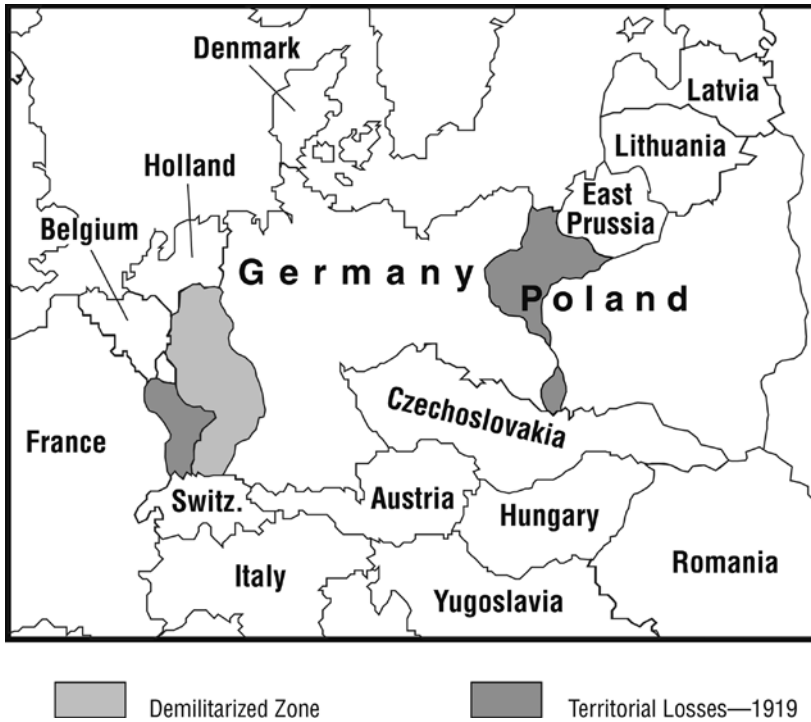 Denmark
Latvia
Lithuania
Holland
East
Prussia
Belgium
Germany
Poland
Czechoslovakia
France
Switz.
Austria
Hungary
Italy
Romania
Yugoslavia
Demilitarized Zone
Territorial Losses—1919